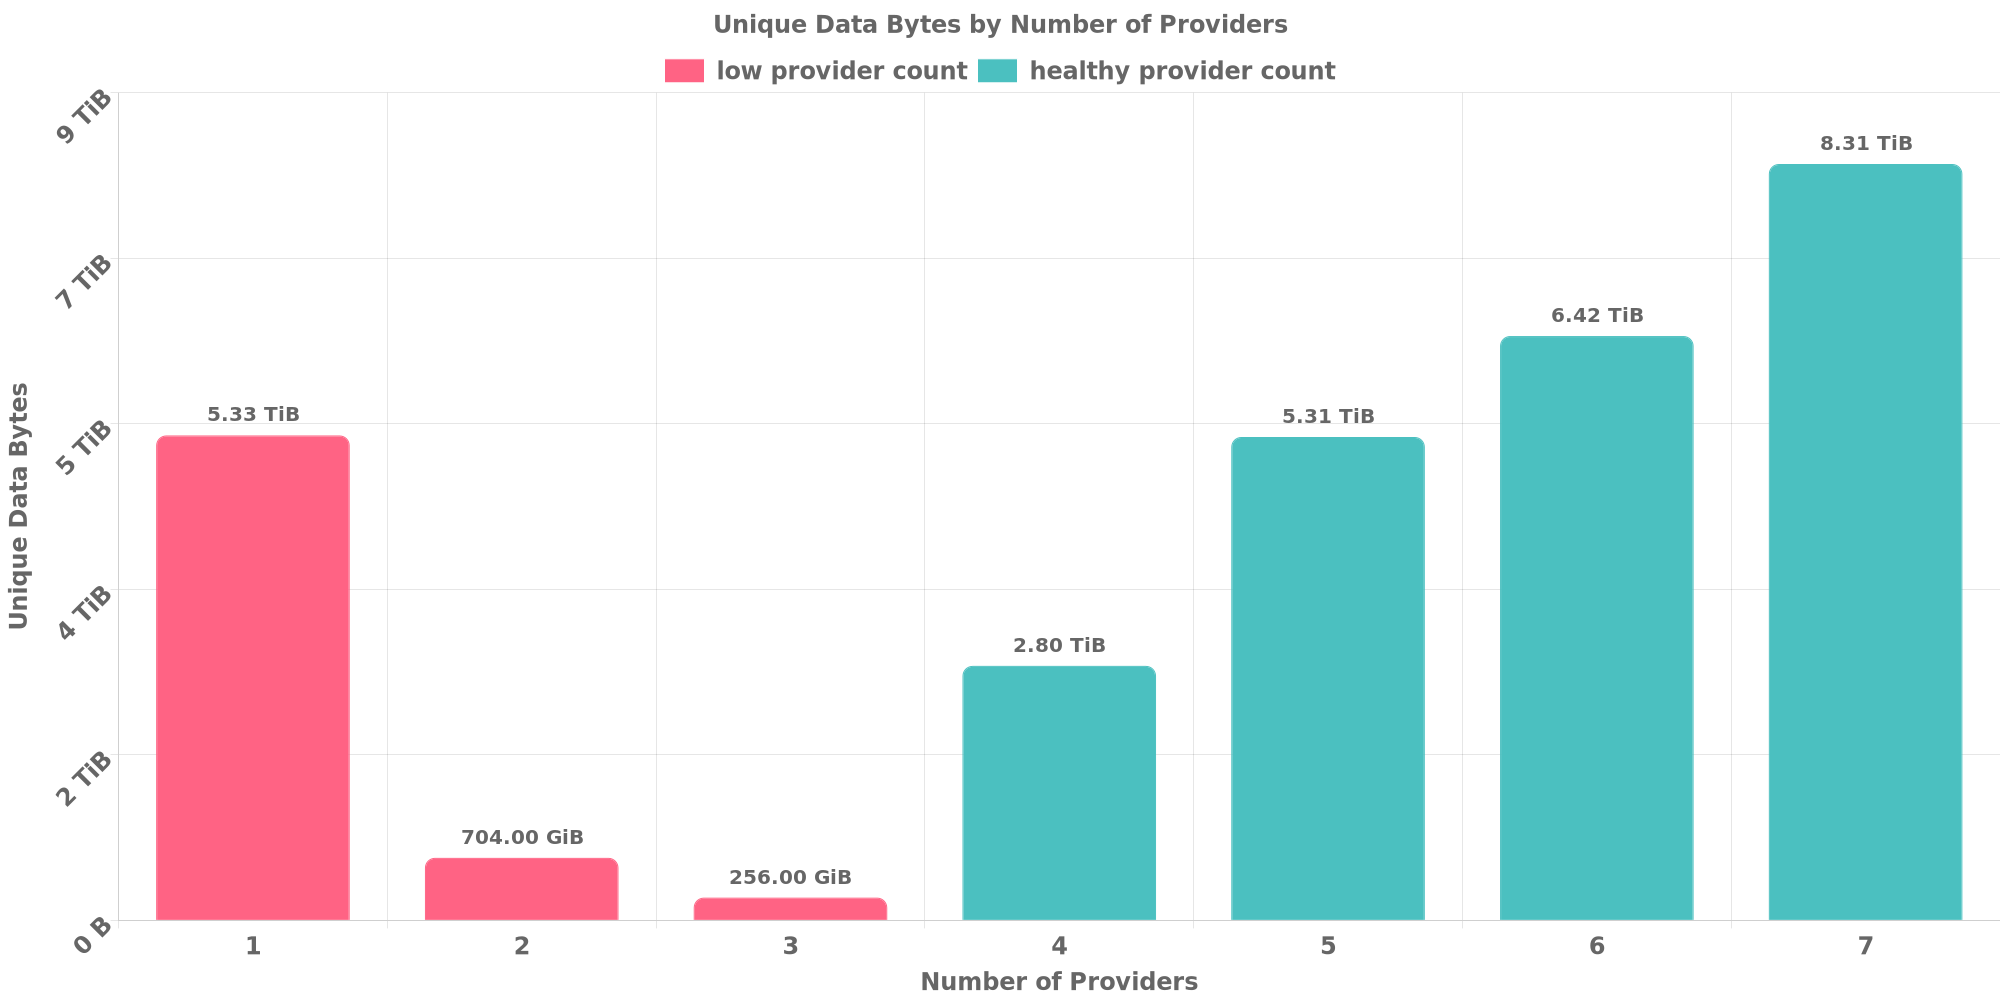 Unique Data Bytes by Number of Providers
low provider count healthy provider count
9 TiB
7 TiB
5 TiB
4 TiB
2 TiB
0 B
Unique Data Bytes
5.33 TiB
704.00 GiB
256.00 GiB
2.80 TiB
5.31 TiB
6.42 TiB
8.31 TiB
1 2 3 4 5 6 7
Number of Providers